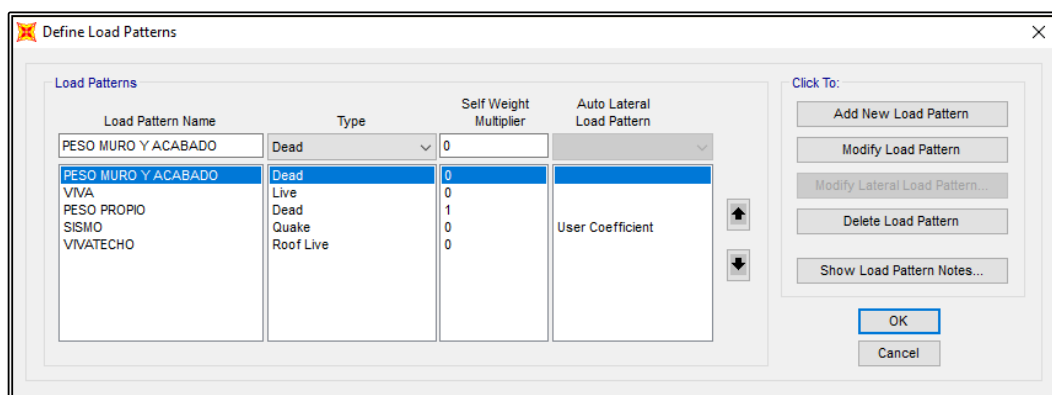 Define Load Patterns
Load Patterns
Click To:
Load Pattern Name Type Self Weight Multiplier Auto Lateral Load Pattern
PESO MURO Y ACABADO Dead 0
PESO MURO Y ACABADO Dead 0
VIVA Live 0
PESO PROPIO Dead 1
SISMO Quake 0 User Coefficient
VIVATECHO Roof Live 0
Add New Load Pattern
Modify Load Pattern
Modify Lateral Load Pattern...
Delete Load Pattern
Show Load Pattern Notes...
OK
Cancel